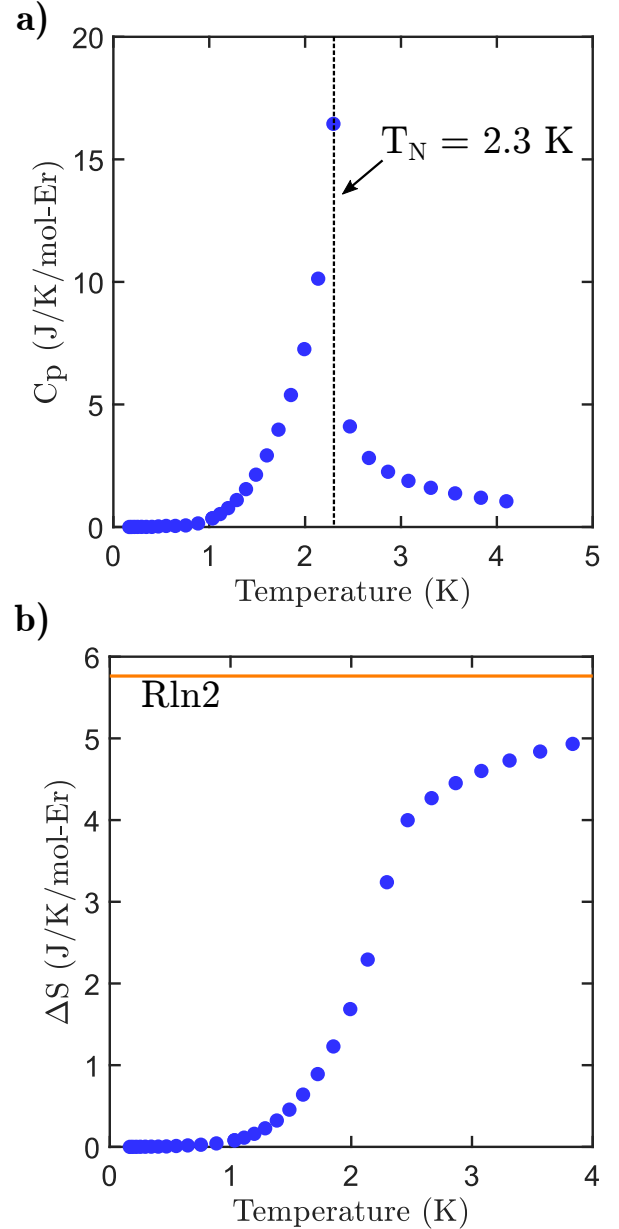 a)
20
15
10
5
0
C_p (J/K/mol-Er)
T_N = 2.3 K
0 1 2 3 4 5
Temperature (K)
b)
6
5
4
3
2
1
0
ΔS (J/K/mol-Er)
Rln2
0 1 2 3 4
Temperature (K)